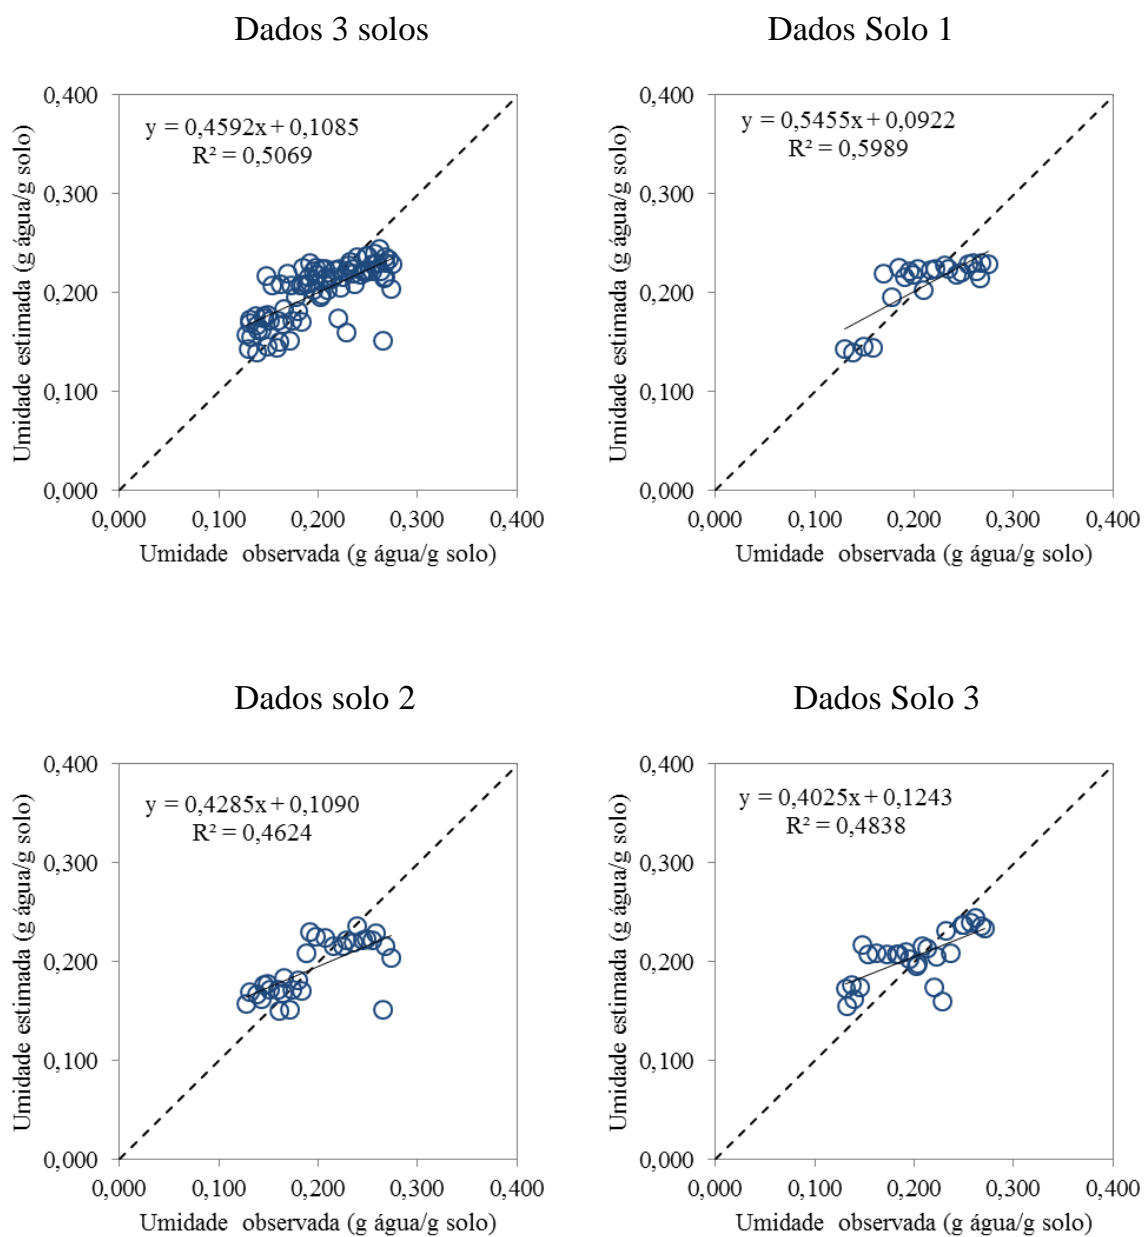 Dados 3 solos
Umidade estimada (g água/g solo)
0,400
0,300
0,200
0,100
0,000
y = 0,4592x + 0,1085
R² = 0,5069
0,000 0,100 0,200 0,300 0,400
Umidade observada (g água/g solo)
Dados Solo 1
Umidade estimada (g água/g solo)
0,400
0,300
0,200
0,100
0,000
y = 0,5455x + 0,0922
R² = 0,5989
0,000 0,100 0,200 0,300 0,400
Umidade observada (g água/g solo)
Dados solo 2
Umidade estimada (g água/g solo)
0,400
0,300
0,200
0,100
0,000
y = 0,4285x + 0,1090
R² = 0,4624
0,000 0,100 0,200 0,300 0,400
Umidade observada (g água/g solo)
Dados Solo 3
Umidade estimada (g água/g solo)
0,400
0,300
0,200
0,100
0,000
y = 0,4025x + 0,1243
R² = 0,4838
0,000 0,100 0,200 0,300 0,400
Umidade observada (g água/g solo)